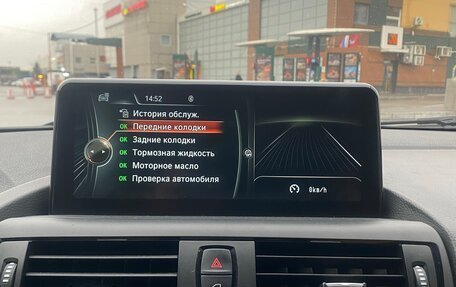 14:52
История обслуж.
OK Передние колодки
OK Задние колодки
OK Тормозная жидкость
OK Моторное масло
OK Проверка автомобиля
0km/h